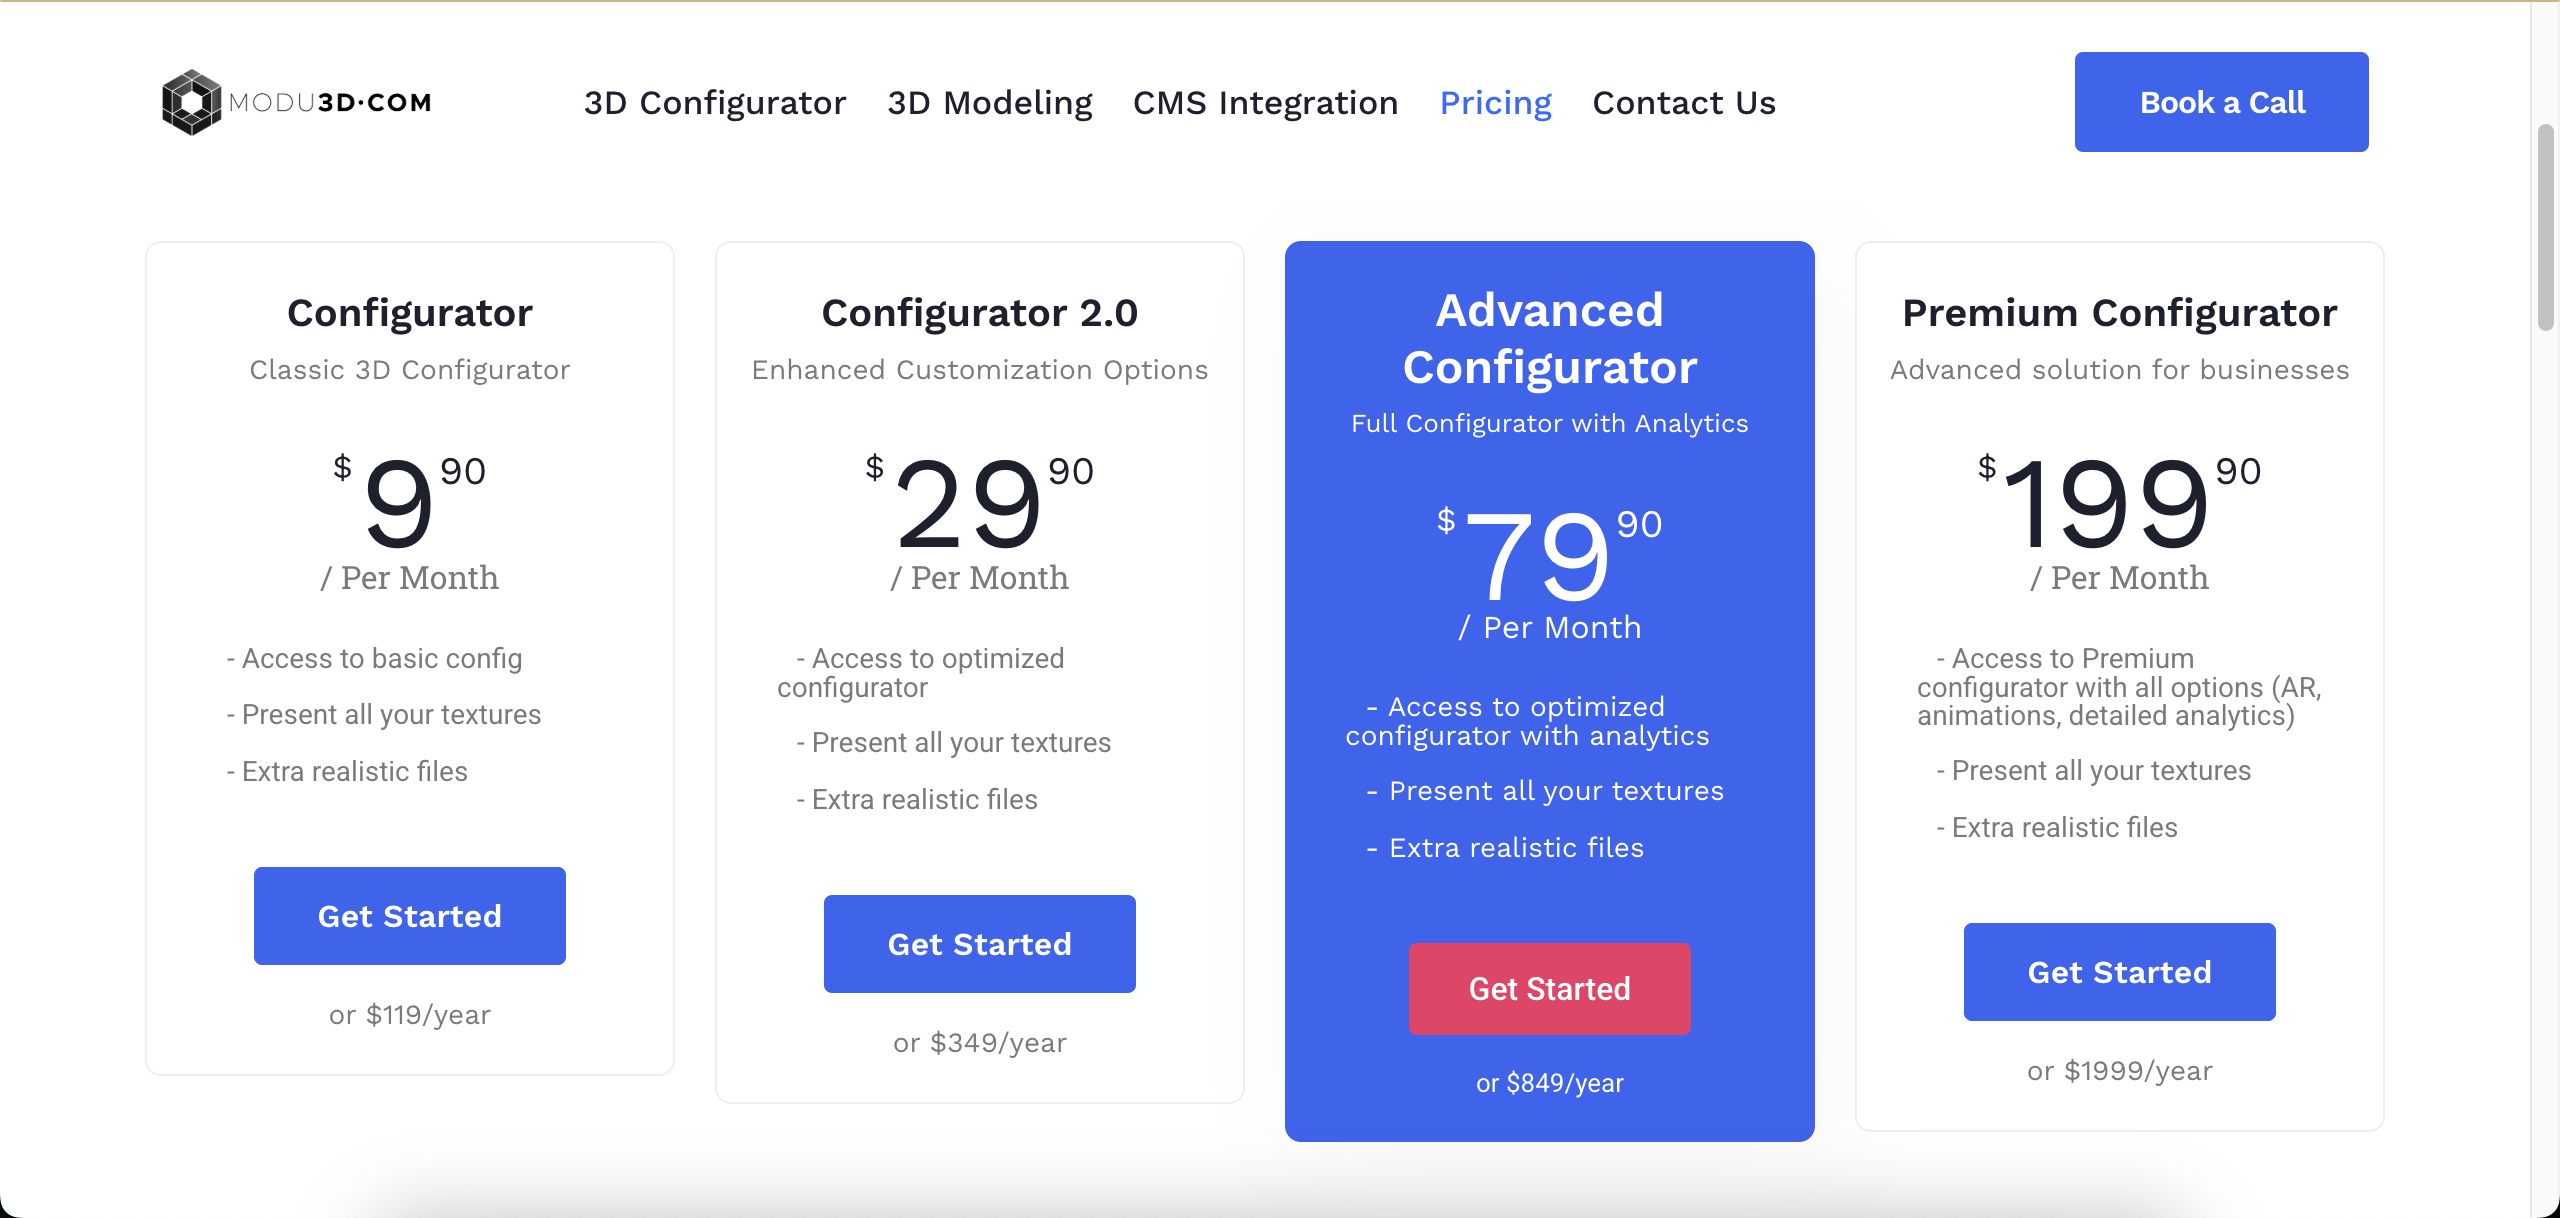 MODU3D·COM
3D Configurator
3D Modeling
CMS Integration
Pricing
Contact Us
Book a Call
Configurator
Classic 3D Configurator
$9 90
/ Per Month
- Access to basic config
- Present all your textures
- Extra realistic files
Get Started
or $119/year
Configurator 2.0
Enhanced Customization Options
$29 90
/ Per Month
- Access to optimized
configurator
- Present all your textures
- Extra realistic files
Get Started
or $349/year
Advanced
Configurator
Full Configurator with Analytics
$79 90
/ Per Month
- Access to optimized
configurator with analytics
- Present all your textures
- Extra realistic files
Get Started
or $849/year
Premium Configurator
Advanced solution for businesses
$199 90
/ Per Month
- Access to Premium
configurator with all options (AR,
animations, detailed analytics)
- Present all your textures
- Extra realistic files
Get Started
or $1999/year